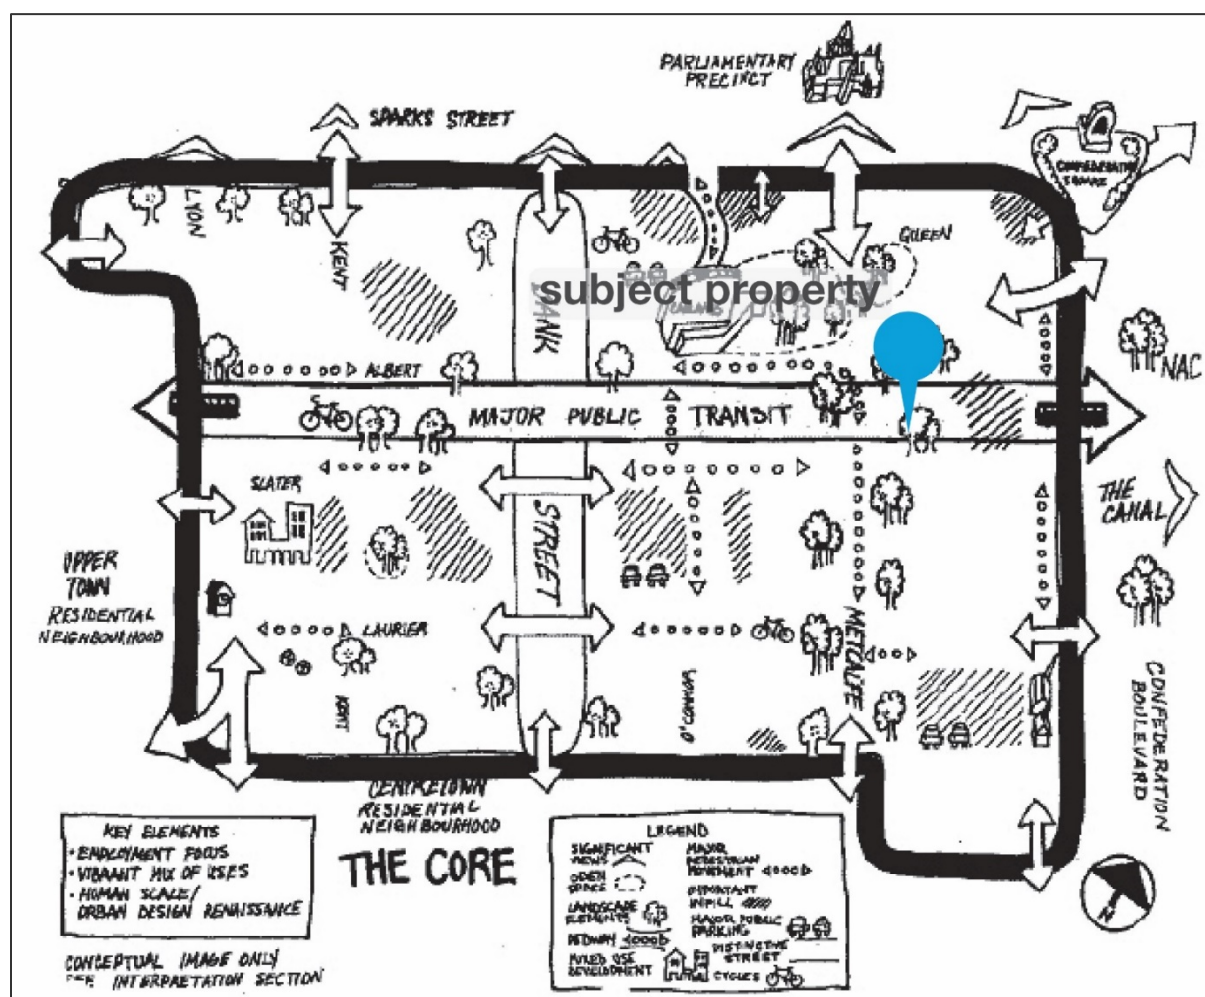 PARLIAMENTARY
PRECINCT
SPARKS STREET
CONFEDERATION
SQUARE
LYON
KENT
QUEEN
subject property
BANK
ALBERT
NAC
MAJOR PUBLIC TRANSIT
SLATER
STREET
THE
CANAL
UPPER
TOWN
RESIDENTIAL
NEIGHBOURHOOD
LAURIER
METCALFE
KENT
CONFEDERATION
BOULEVARD
CENTRETOWN
RESIDENTIAL
NEIGHBOURHOOD
THE CORE
KEY ELEMENTS
• EMPLOYMENT FOCUS
• VIBRANT MIX OF USES
• HUMAN SCALE/
URBAN DESIGN RENAISSANCE
CONCEPTUAL IMAGE ONLY
INTERPRETATION SECTION
LEGEND
SIGNIFICANT
VIEWS
OPEN
SPACE
LANDSCAPE
ELEMENTS
PEDWAY
MIXED USE
DEVELOPMENT
MAJOR
PEDESTRIAN
MOVEMENT
IMPORTANT
INFILL
MAJOR PUBLIC
PARKING
DISTINCTIVE
STREET
CYCLES
N